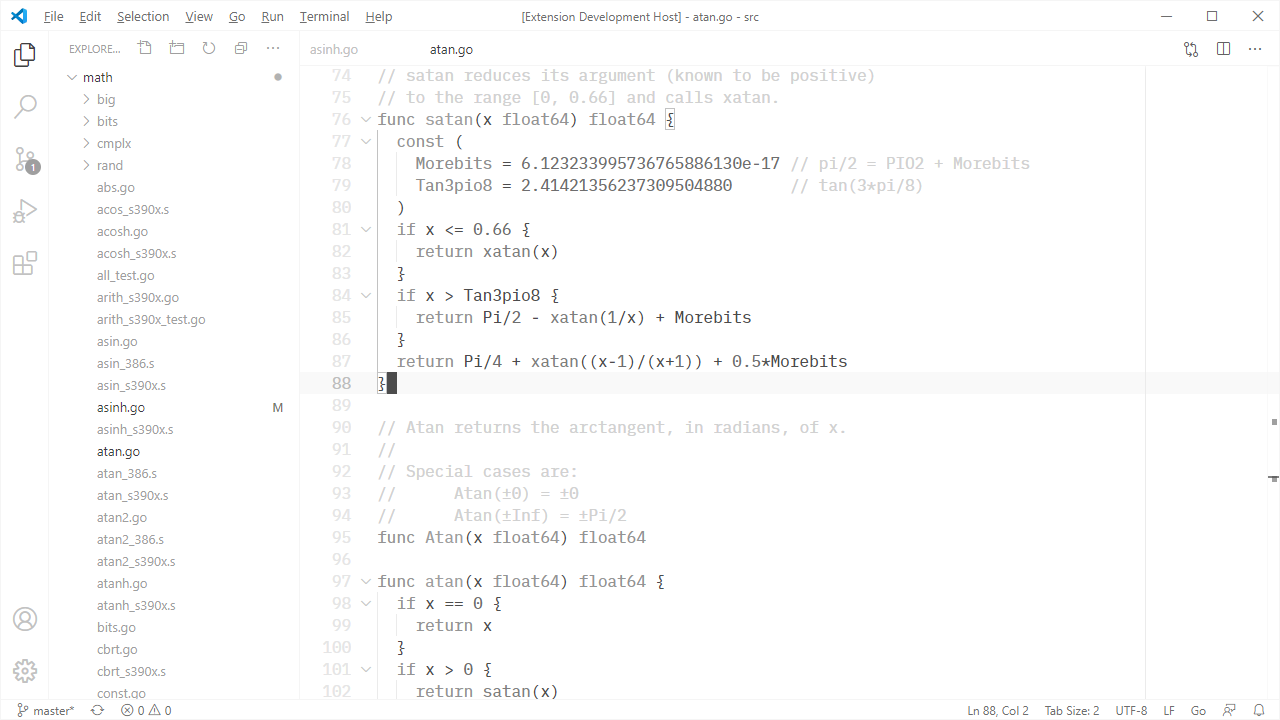 File Edit Selection View Go Run Terminal Help [Extension Development Host] - atan.go - src
EXPLORE...
math
big
bits
cmplx
rand
abs.go
acos_s390x.s
acosh.go
acosh_s390x.s
all_test.go
arith_s390x.go
arith_s390x_test.go
asin.go
asin_386.s
asin_s390x.s
asinh.go M
asinh_s390x.s
atan.go
atan_386.s
atan_s390x.s
atan2.go
atan2_386.s
atan2_s390x.s
atanh.go
atanh_s390x.s
bits.go
cbrt.go
cbrt_s390x.s
const.go
1
asinh.go atan.go
74 // satan reduces its argument (known to be positive)
75 // to the range [0, 0.66] and calls xatan.
76 func satan(x float64) float64 {
77   const (
78     Morebits = 6.123233995736765886130e-17 // pi/2 = PIO2 + Morebits
79     Tan3pio8 = 2.41421356237309504880      // tan(3*pi/8)
80   )
81   if x <= 0.66 {
82     return xatan(x)
83   }
84   if x > Tan3pio8 {
85     return Pi/2 - xatan(1/x) + Morebits
86   }
87   return Pi/4 + xatan((x-1)/(x+1)) + 0.5*Morebits
88 }
89
90 // Atan returns the arctangent, in radians, of x.
91 //
92 // Special cases are:
93 //      Atan(±0) = ±0
94 //      Atan(±Inf) = ±Pi/2
95 func Atan(x float64) float64
96
97 func atan(x float64) float64 {
98   if x == 0 {
99     return x
100   }
101   if x > 0 {
102     return satan(x)
master* 0 0 Ln 88, Col 2 Tab Size: 2 UTF-8 LF Go